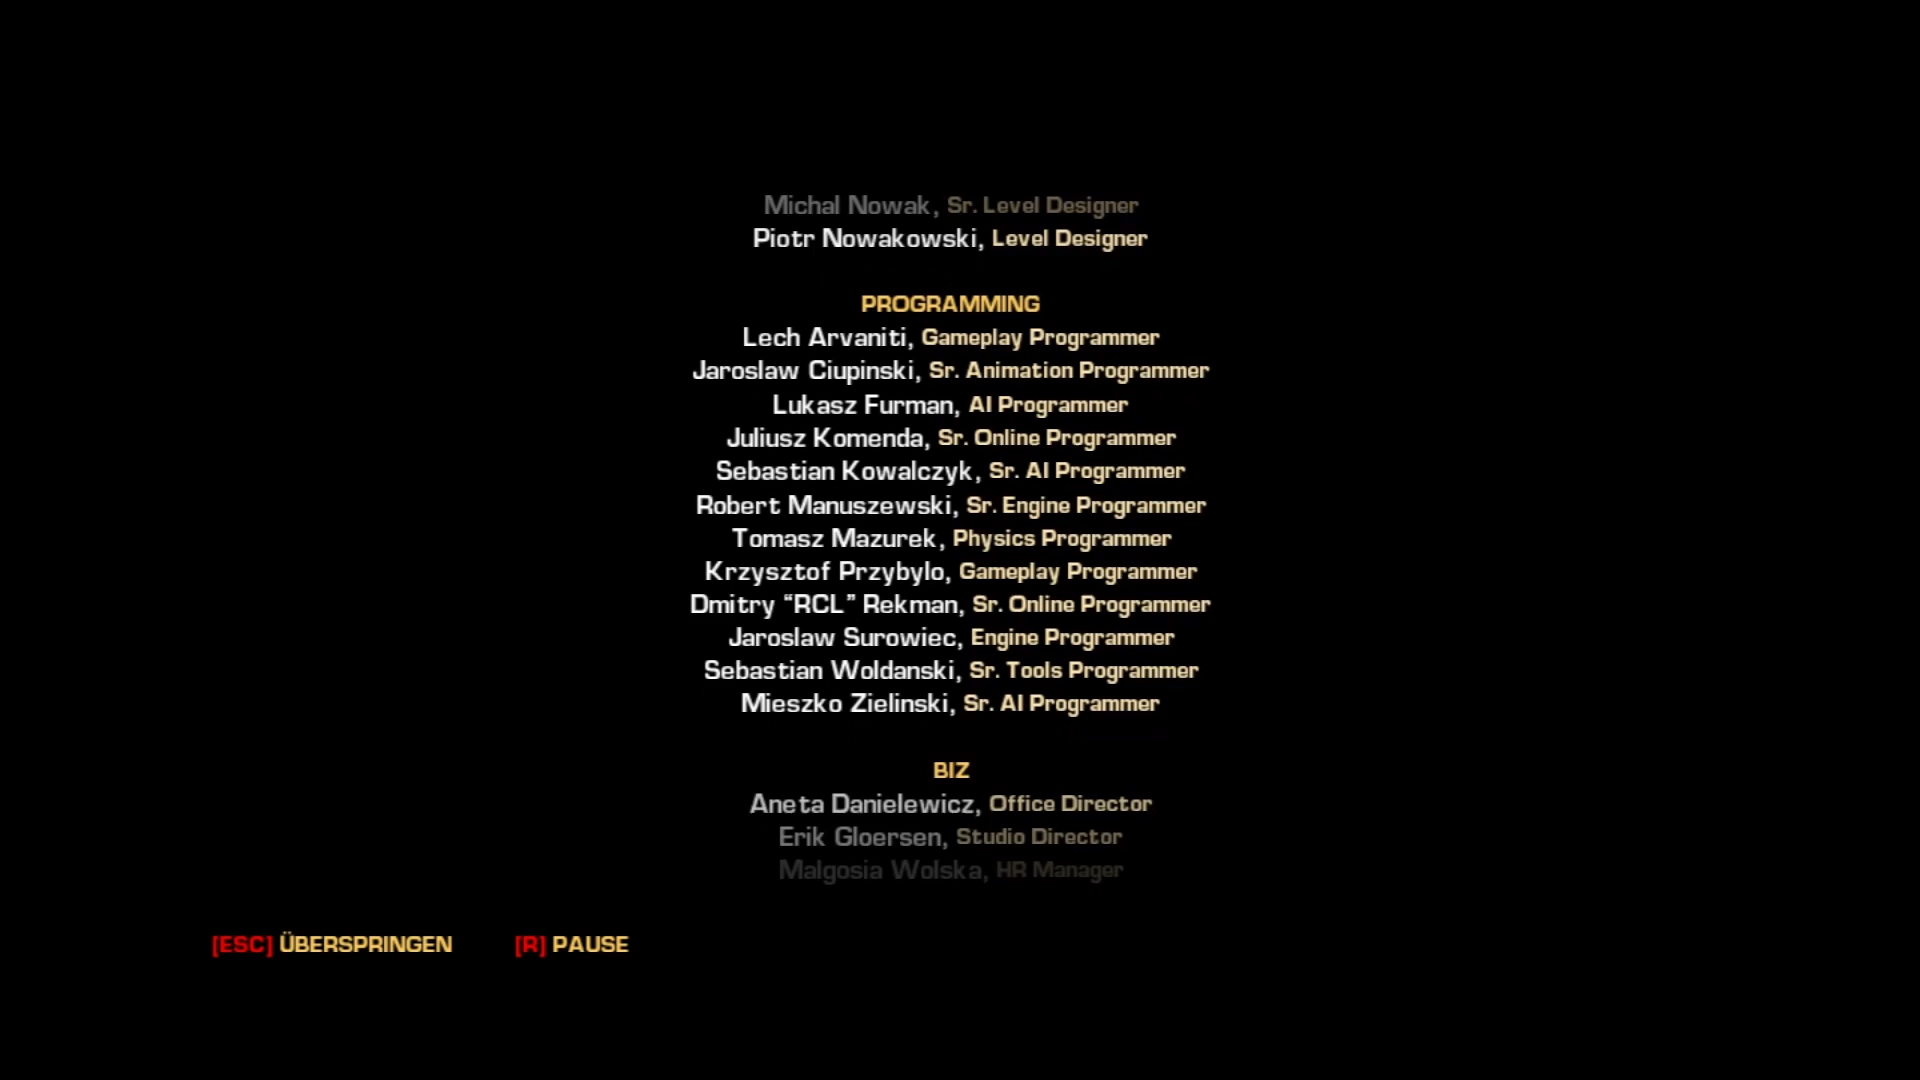 Michal Nowak, Sr. Level Designer
Piotr Nowakowski, Level Designer
PROGRAMMING
Lech Arvaniti, Gameplay Programmer
Jaroslaw Ciupinski, Sr. Animation Programmer
Lukasz Furman, AI Programmer
Juliusz Komenda, Sr. Online Programmer
Sebastian Kowalczyk, Sr. AI Programmer
Robert Manuszewski, Sr. Engine Programmer
Tomasz Mazurek, Physics Programmer
Krzysztof Przybylo, Gameplay Programmer
Dmitry “RCL” Rekman, Sr. Online Programmer
Jaroslaw Surowiec, Engine Programmer
Sebastian Woldanski, Sr. Tools Programmer
Mieszko Zielinski, Sr. AI Programmer
BIZ
Aneta Danielewicz, Office Director
Erik Gloersen, Studio Director
Malgosia Wolska, HR Manager
[ESC] ÜBERSPRINGEN [R] PAUSE